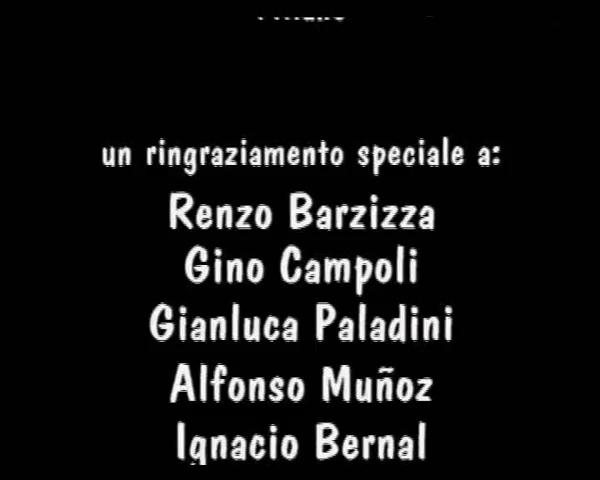 un ringraziamento speciale a:
Renzo Barzizza
Gino Campoli
Gianluca Paladini
Alfonso Muñoz
Ignacio Bernal